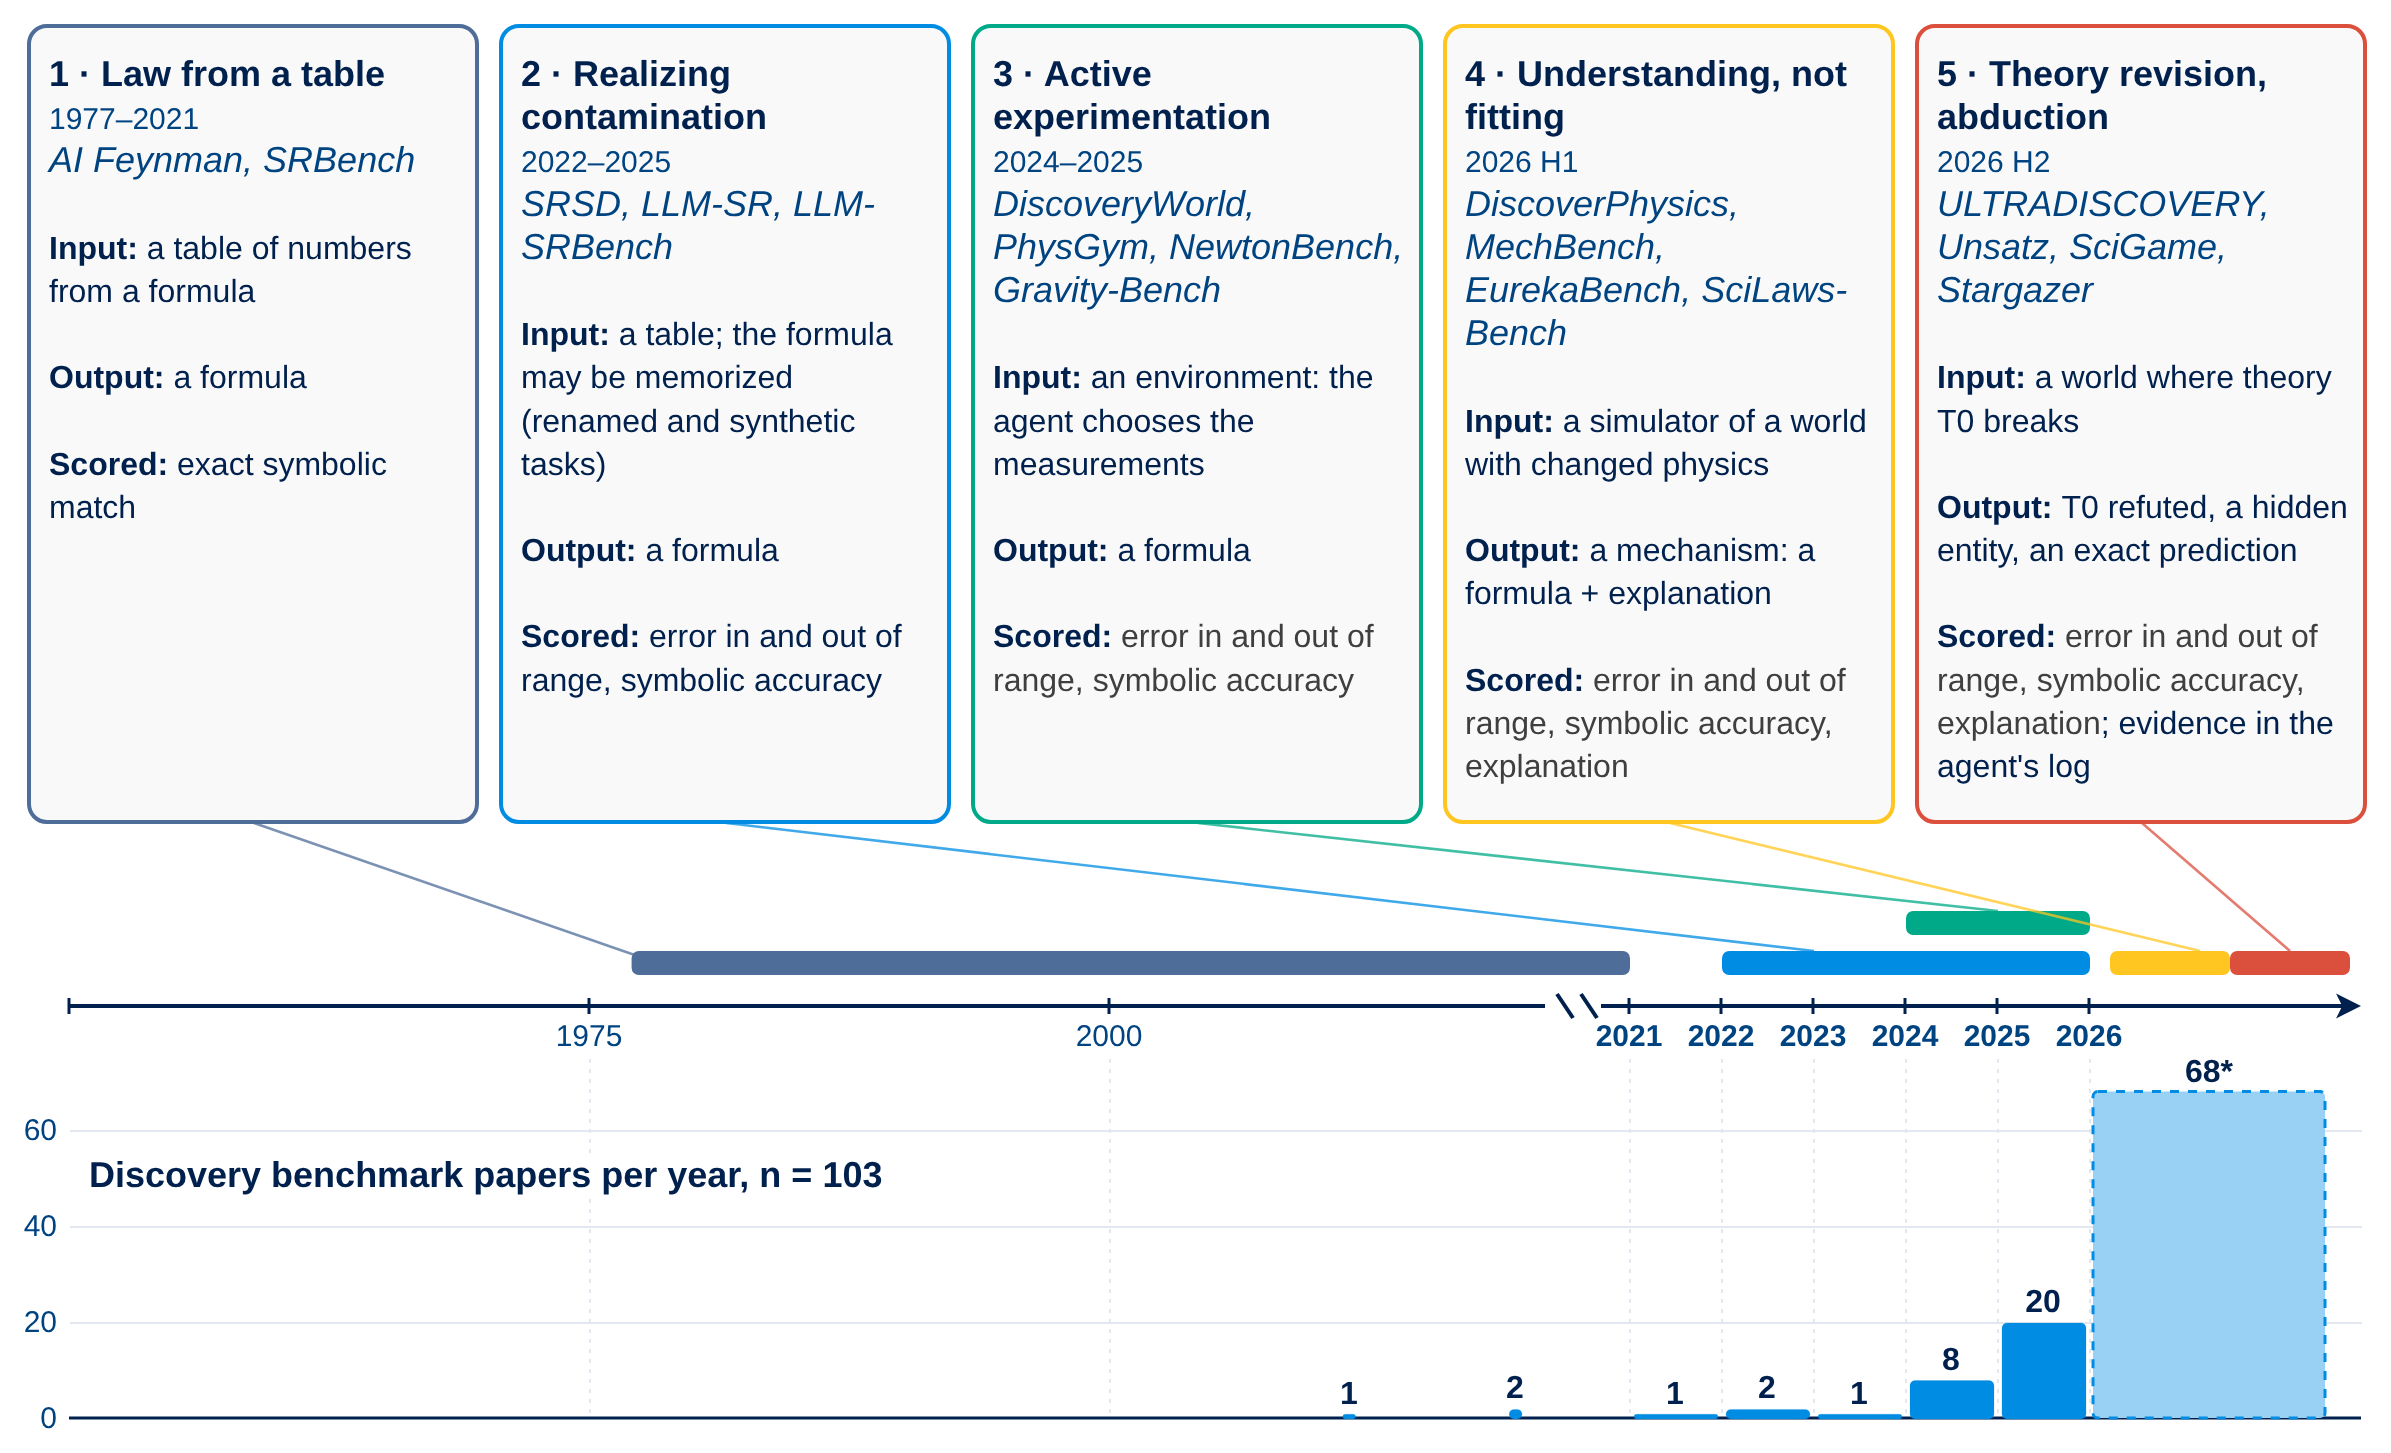 1 · Law from a table
1977–2021
AI Feynman, SRBench
Input: a table of numbers
from a formula
Output: a formula
Scored: exact symbolic
match
2 · Realizing
contamination
2022–2025
SRSD, LLM-SR, LLM-
SRBench
Input: a table; the formula
may be memorized
(renamed and synthetic
tasks)
Output: a formula
Scored: error in and out of
range, symbolic accuracy
3 · Active
experimentation
2024–2025
DiscoveryWorld,
PhysGym, NewtonBench,
Gravity-Bench
Input: an environment: the
agent chooses the
measurements
Output: a formula
Scored: error in and out of
range, symbolic accuracy
4 · Understanding, not
fitting
2026 H1
DiscoverPhysics,
MechBench,
EurekaBench, SciLaws-
Bench
Input: a simulator of a world
with changed physics
Output: a mechanism: a
formula + explanation
Scored: error in and out of
range, symbolic accuracy,
explanation
5 · Theory revision,
abduction
2026 H2
ULTRADISCOVERY,
Unsatz, SciGame,
Stargazer
Input: a world where theory
T0 breaks
Output: T0 refuted, a hidden
entity, an exact prediction
Scored: error in and out of
range, symbolic accuracy,
explanation; evidence in the
agent's log
1975 2000 2021 2022 2023 2024 2025 2026
68*
60
Discovery benchmark papers per year, n = 103
40
20
20
8
1 2 1 2 1
0